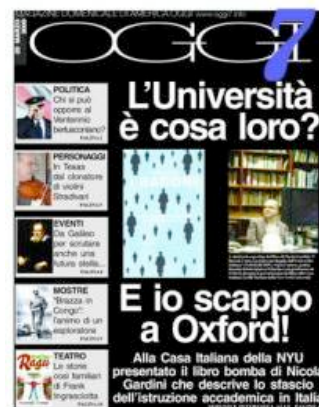 MAGAZINE DOMENICALE DI AMERICA OGGI www.oggi7.info
OGGI
7
POLITICA
Chi si può
opporre al
Ventennio
berlusconiano?
PERSONAGGI
In Texas
dal clonatore
di violini
Stradivari
EVENTI
Da Galileo
per scrutare
anche una
futura stella...
MOSTRE
"Brazza in
Congo":
l'animo di un
esploratore
TEATRO
Le storie
così familiari
di Frank
Ingrasciotta
L'Università
è cosa loro?
E io scappo
a Oxford!
Alla Casa Italiana della NYU
presentato il libro bomba di Nicola
Gardini che descrive lo sfascio
dell'istruzione accademica in Italia